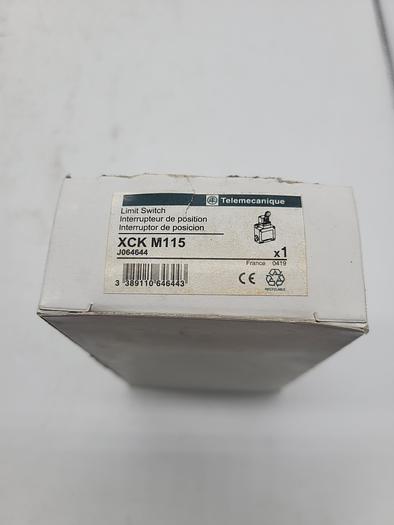 Telemecanique
Limit Switch
Interrupteur de position
Interruptor de posicion
XCK M115
J064644
x1
France 0419
3 389110 646443
CE
RECYCLABLE